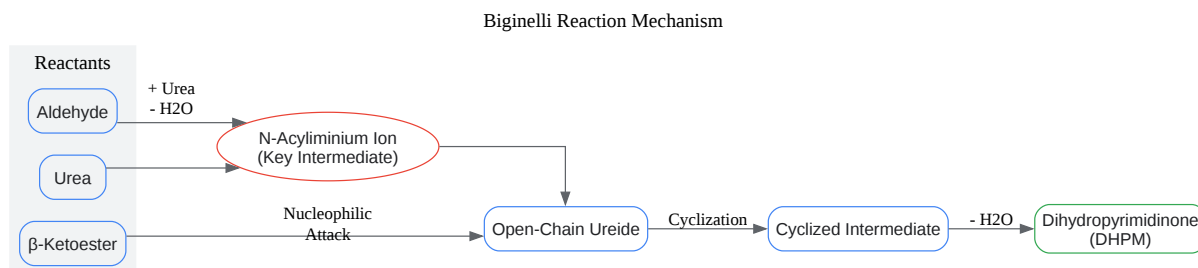 Biginelli Reaction Mechanism
Reactants
Aldehyde
+ Urea
- H2O
N-Acyliminium Ion
(Key Intermediate)
Urea
β-Ketoester
Nucleophilic
Attack
Open-Chain Ureide
Cyclization
Cyclized Intermediate
- H2O
Dihydropyrimidinone
(DHPM)